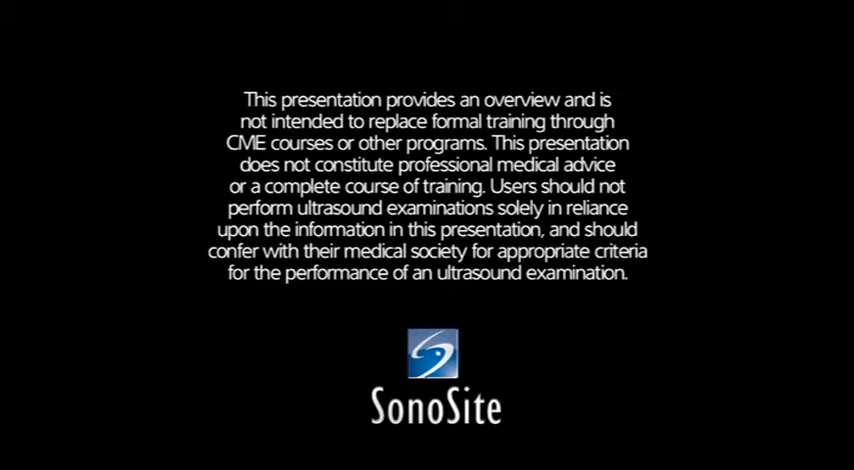 This presentation provides an overview and is
not intended to replace formal training through
CME courses or other programs. This presentation
does not constitute professional medical advice
or a complete course of training. Users should not
perform ultrasound examinations solely in reliance
upon the information in this presentation, and should
confer with their medical society for appropriate criteria
for the performance of an ultrasound examination.
SonoSite